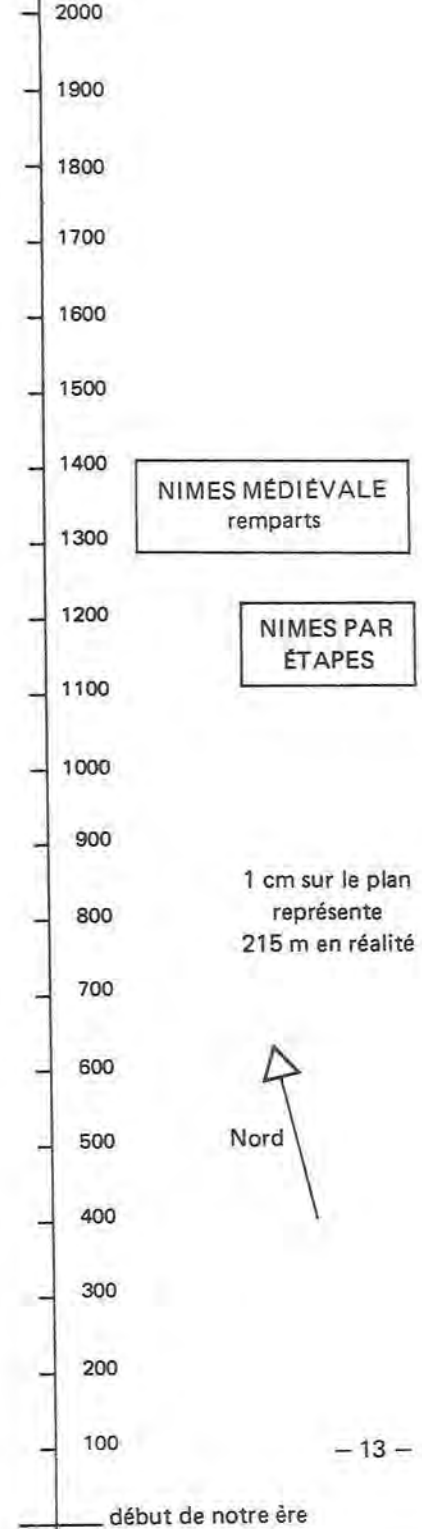 2000
1900
1800
1700
1600
1500
1400
NIMES MÉDIÉVALE
remparts
1300
1200
NIMES PAR
ÉTAPES
1100
1000
900
1 cm sur le plan
représente
215 m en réalité
800
700
600
Nord
500
400
300
200
100
– 13 –
début de notre ère